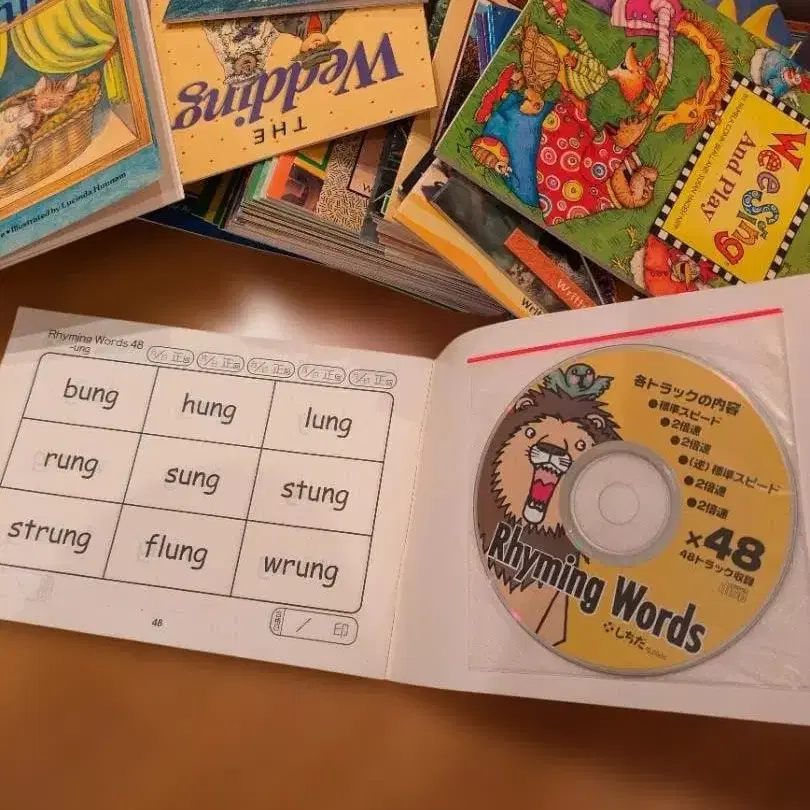 Illustrated by Lucinda Hunnam
THE
Wedding
Wee Sing
And Play
Rhyming Words 48
-ung
bung
hung
lung
rung
sung
stung
strung
flung
wrung
/ 印
48
各トラックの内容
●標準スピード
●2倍速
●2倍速
●(逆)標準スピード
●2倍速
●2倍速
×48
48トラック収録
Rhyming Words
しちだ